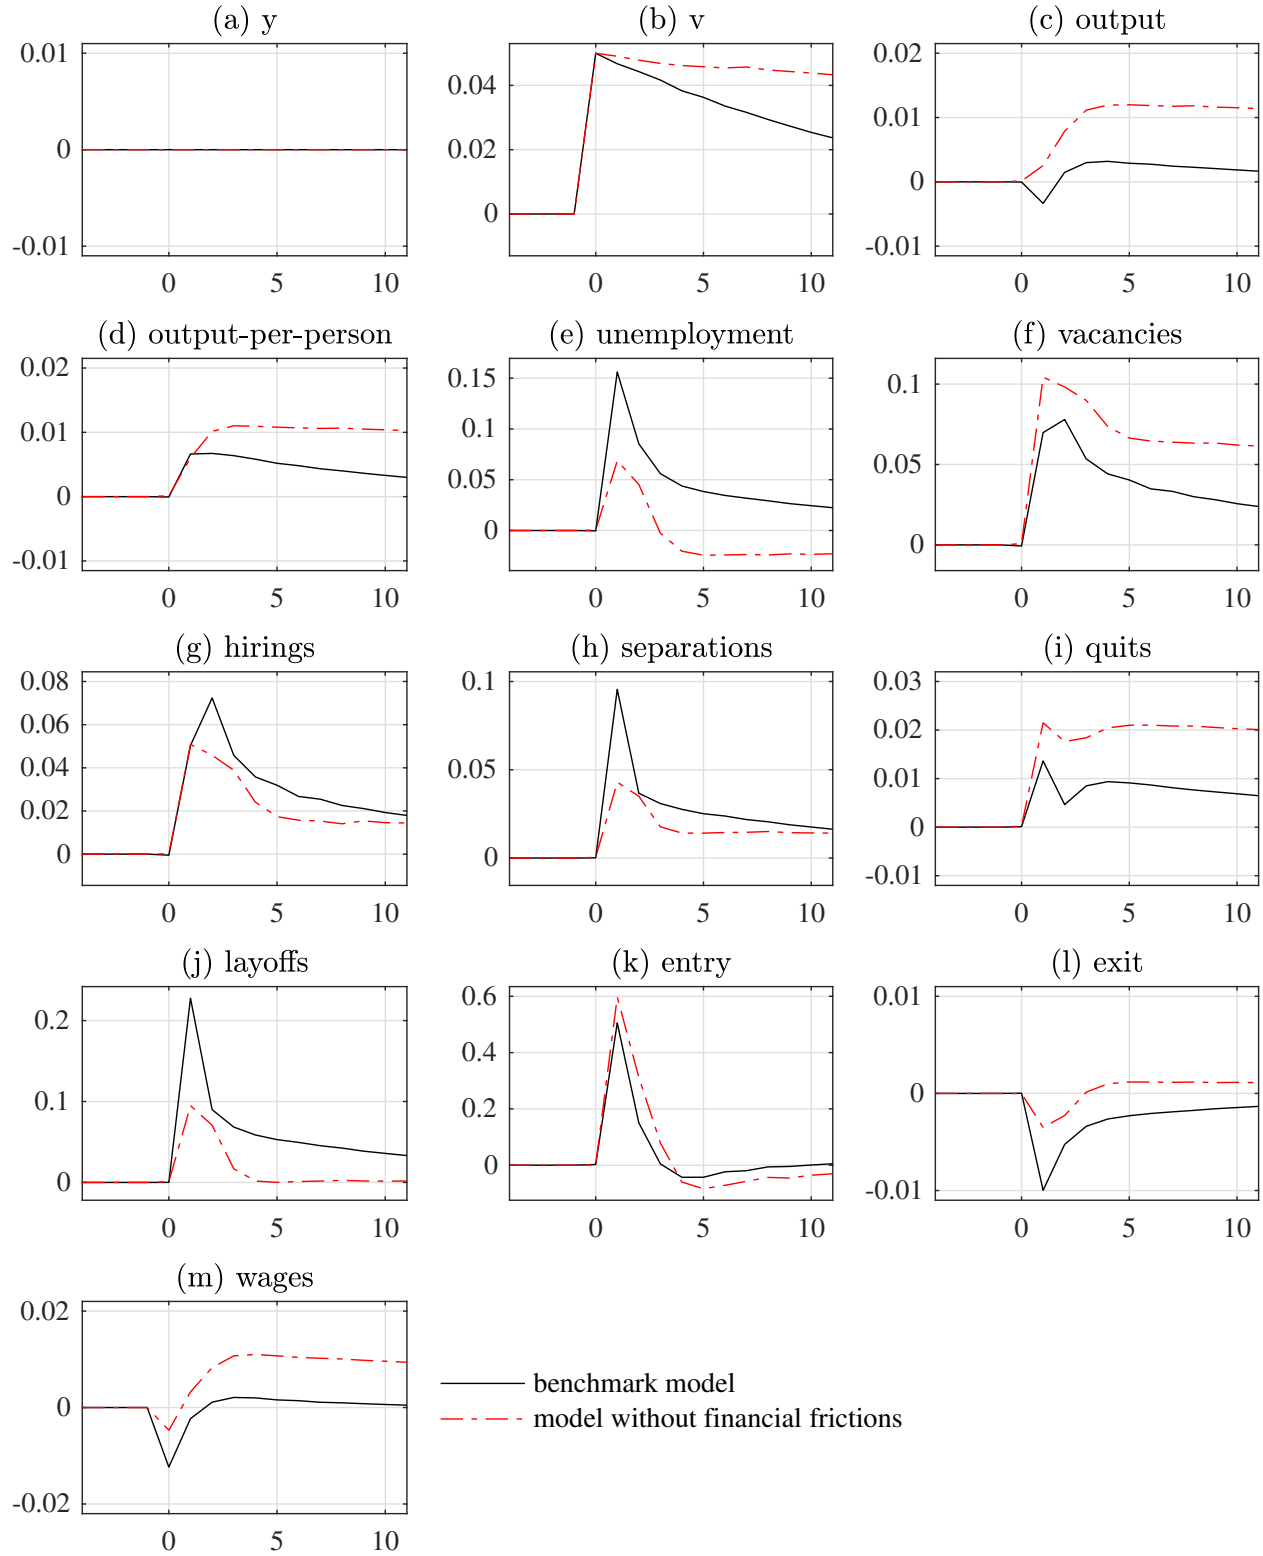 (a) y
(b) v
(c) output
0.01
0
-0.01
0 5 10
0.04
0.02
0
0 5 10
0.02
0.01
0
-0.01
0 5 10
(d) output-per-person
(e) unemployment
(f) vacancies
0.02
0.01
0
-0.01
0 5 10
0.15
0.1
0.05
0
0 5 10
0.1
0.05
0
0 5 10
(g) hirings
(h) separations
(i) quits
0.08
0.06
0.04
0.02
0
0 5 10
0.1
0.05
0
0 5 10
0.03
0.02
0.01
0
-0.01
0 5 10
(j) layoffs
(k) entry
(l) exit
0.2
0.1
0
0 5 10
0.6
0.4
0.2
0
0 5 10
0.01
0
-0.01
0 5 10
(m) wages
0.02
0
-0.02
0 5 10
benchmark model
model without financial frictions